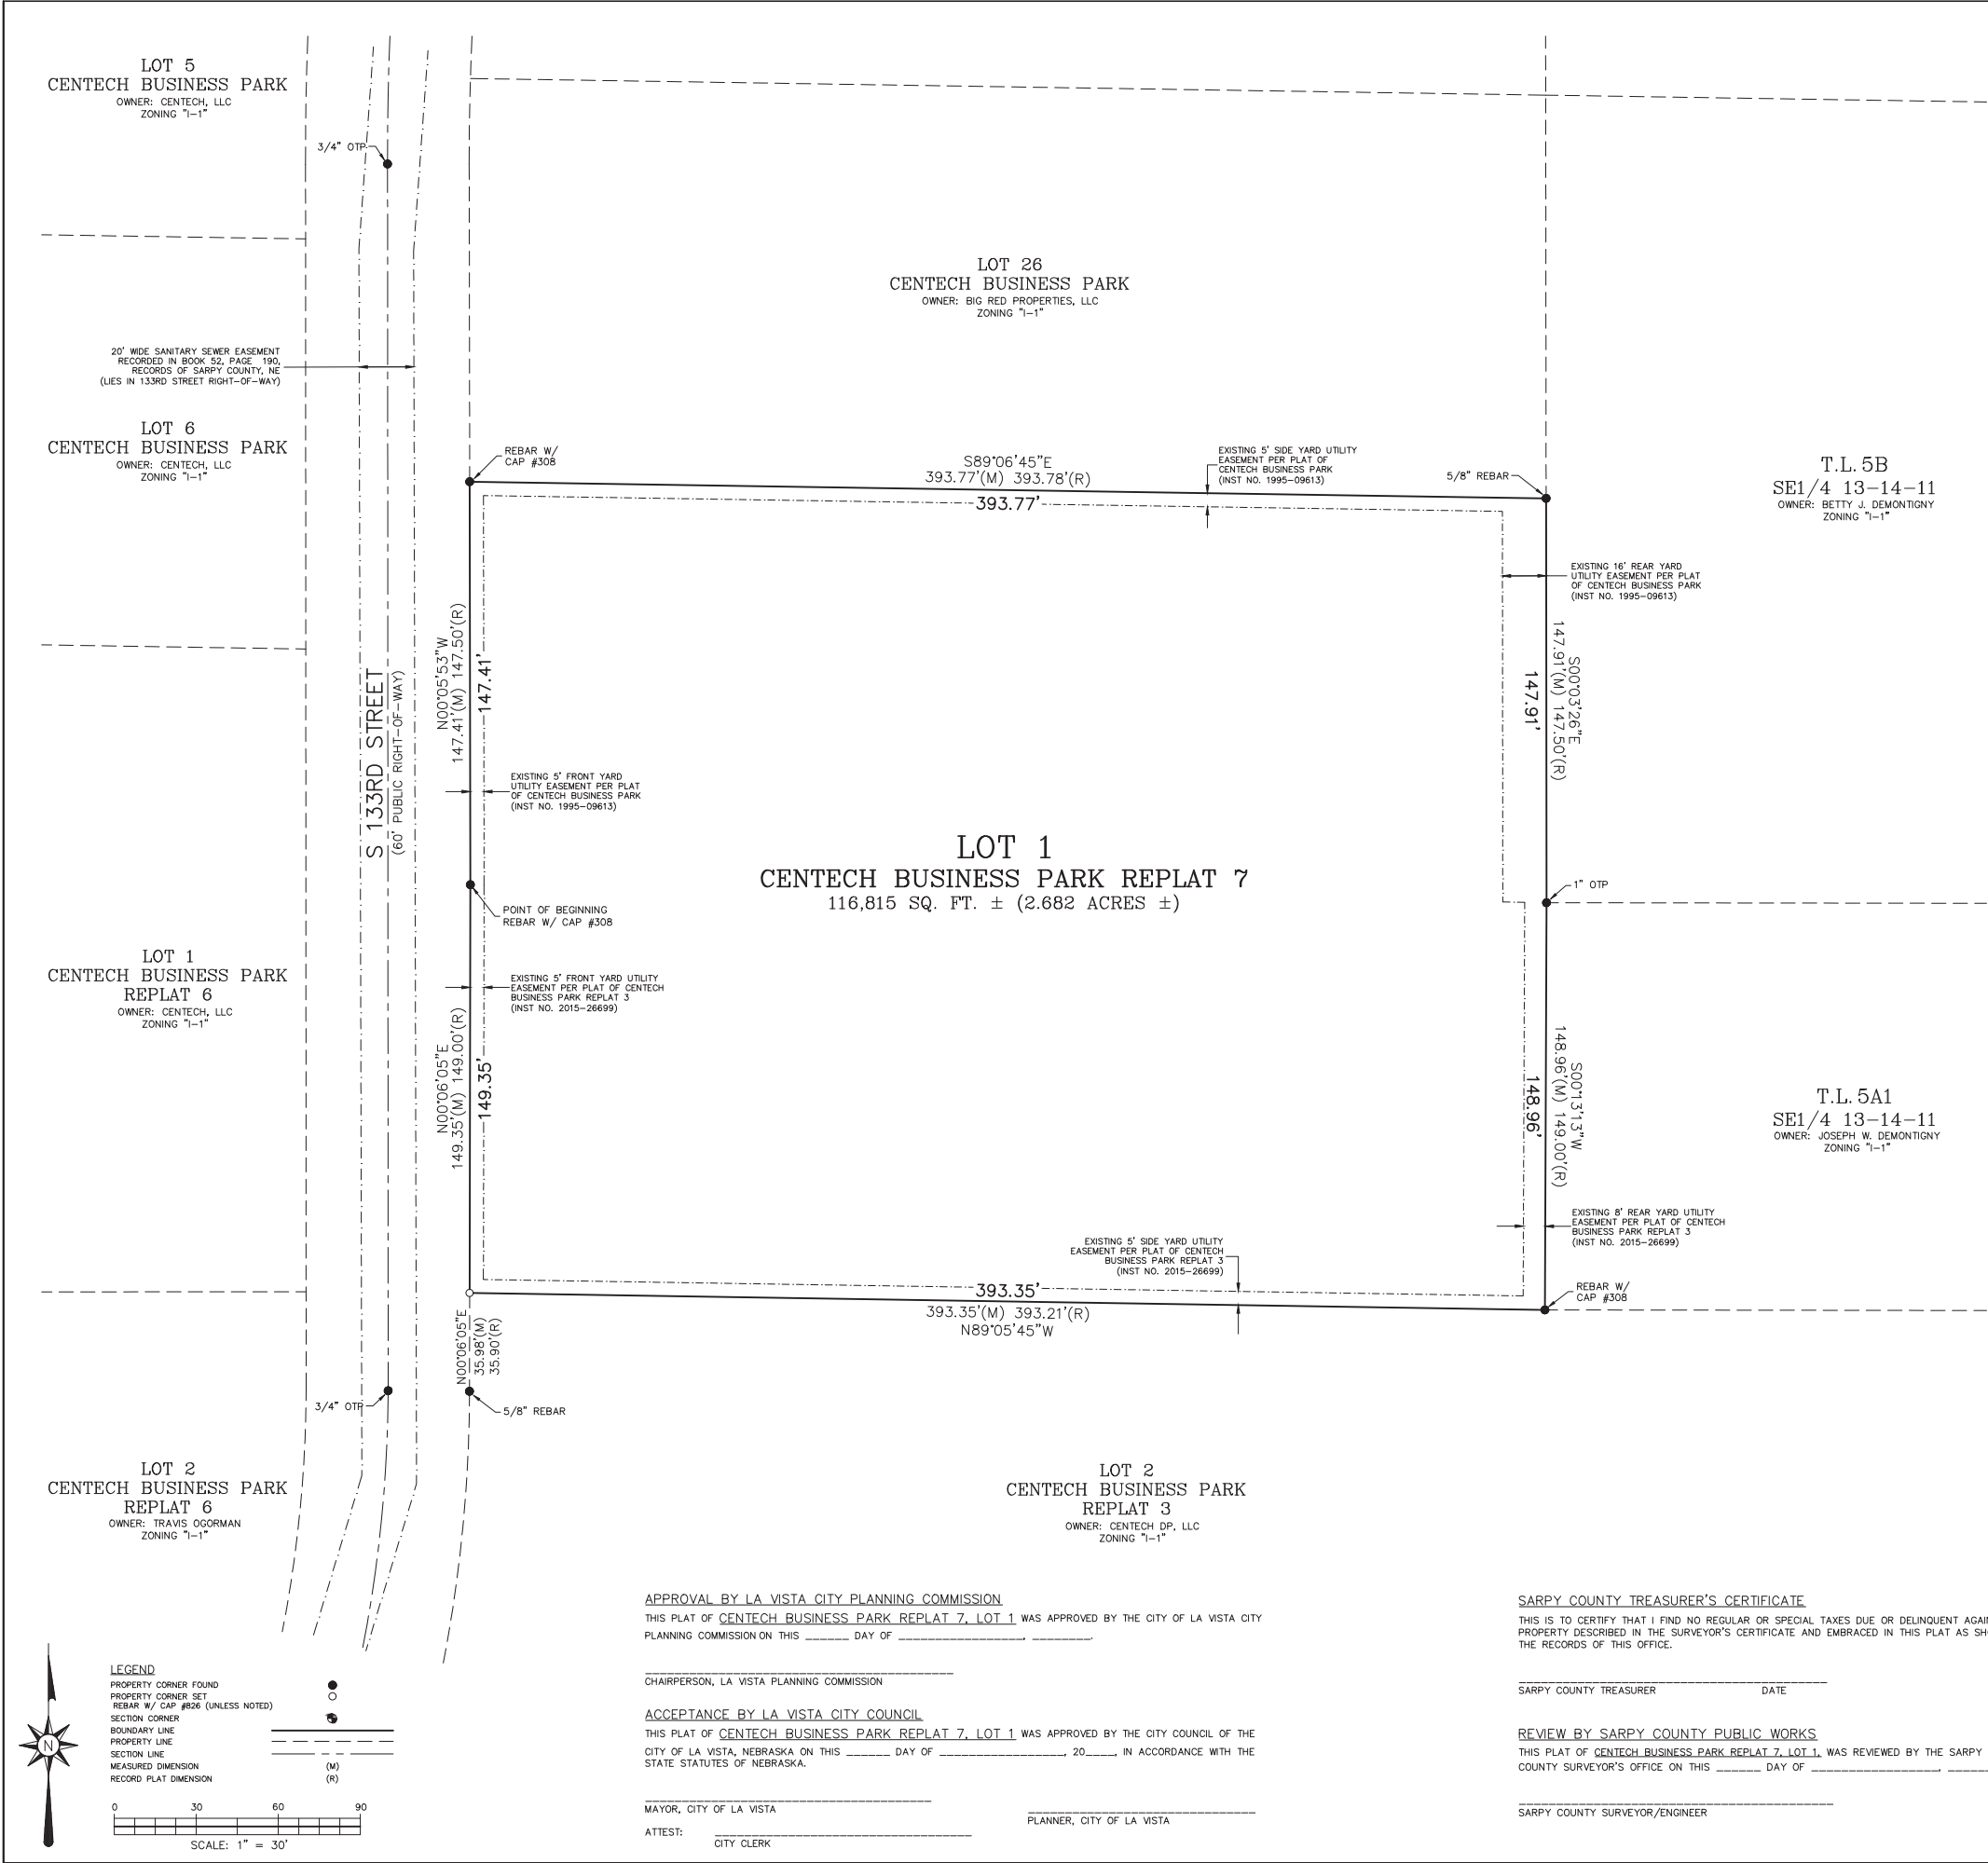 LOT 5
CENTECH BUSINESS PARK
OWNER: CENTECH, LLC
ZONING "I-1"
3/4" OTP
20' WIDE SANITARY SEWER EASEMENT
RECORDED IN BOOK 52, PAGE 190,
RECORDS OF SARPY COUNTY, NE
(LIES IN 133RD STREET RIGHT-OF-WAY)
LOT 6
CENTECH BUSINESS PARK
OWNER: CENTECH, LLC
ZONING "I-1"
LOT 26
CENTECH BUSINESS PARK
OWNER: BIG RED PROPERTIES, LLC
ZONING "I-1"
REBAR W/
CAP #308
S89°06'45"E
393.77'(M) 393.78'(R)
393.77'
EXISTING 5' SIDE YARD UTILITY
EASEMENT PER PLAT OF
CENTECH BUSINESS PARK
(INST NO. 1995-09613)
5/8" REBAR
T.L. 5B
SE1/4 13-14-11
OWNER: BETTY J. DEMONTIGNY
ZONING "I-1"
EXISTING 16' REAR YARD
UTILITY EASEMENT PER PLAT
OF CENTECH BUSINESS PARK
(INST NO. 1995-09613)
N00°05'53"W
147.41'(M) 147.50'(R)
147.41'
147.91'
S00°03'26"E
147.91'(M) 147.50'(R)
S 133RD STREET
(60' PUBLIC RIGHT-OF-WAY)
EXISTING 5' FRONT YARD
UTILITY EASEMENT PER PLAT
OF CENTECH BUSINESS PARK
(INST NO. 1995-09613)
LOT 1
CENTECH BUSINESS PARK REPLAT 7
116,815 SQ. FT. ± (2.682 ACRES ±)
1" OTP
POINT OF BEGINNING
REBAR W/ CAP #308
LOT 1
CENTECH BUSINESS PARK
REPLAT 6
OWNER: CENTECH, LLC
ZONING "I-1"
EXISTING 5' FRONT YARD UTILITY
EASEMENT PER PLAT OF CENTECH
BUSINESS PARK REPLAT 3
(INST NO. 2015-26699)
N00°06'05"E
149.35'(M) 149.00'(R)
149.35'
148.96'
S00°13'13"W
148.96'(M) 149.00'(R)
T.L. 5A1
SE1/4 13-14-11
OWNER: JOSEPH W. DEMONTIGNY
ZONING "I-1"
EXISTING 8' REAR YARD UTILITY
EASEMENT PER PLAT OF CENTECH
BUSINESS PARK REPLAT 3
(INST NO. 2015-26699)
EXISTING 5' SIDE YARD UTILITY
EASEMENT PER PLAT OF CENTECH
BUSINESS PARK REPLAT 3
(INST NO. 2015-26699)
393.35'
393.35'(M) 393.21'(R)
N89°05'45"W
REBAR W/
CAP #308
N00°06'05"E
35.98'(M)
35.90'(R)
3/4" OTP
5/8" REBAR
LOT 2
CENTECH BUSINESS PARK
REPLAT 6
OWNER: TRAVIS OGORMAN
ZONING "I-1"
LOT 2
CENTECH BUSINESS PARK
REPLAT 3
OWNER: CENTECH DP, LLC
ZONING "I-1"
APPROVAL BY LA VISTA CITY PLANNING COMMISSION
THIS PLAT OF CENTECH BUSINESS PARK REPLAT 7, LOT 1 WAS APPROVED BY THE CITY OF LA VISTA CITY
PLANNING COMMISSION ON THIS ______ DAY OF _________________, ________.
CHAIRPERSON, LA VISTA PLANNING COMMISSION
ACCEPTANCE BY LA VISTA CITY COUNCIL
THIS PLAT OF CENTECH BUSINESS PARK REPLAT 7, LOT 1 WAS APPROVED BY THE CITY COUNCIL OF THE
CITY OF LA VISTA, NEBRASKA ON THIS ______ DAY OF _________________, 20____, IN ACCORDANCE WITH THE
STATE STATUTES OF NEBRASKA.
MAYOR, CITY OF LA VISTA
PLANNER, CITY OF LA VISTA
ATTEST:
CITY CLERK
SARPY COUNTY TREASURER'S CERTIFICATE
THIS IS TO CERTIFY THAT I FIND NO REGULAR OR SPECIAL TAXES DUE OR DELINQUENT AGAI
PROPERTY DESCRIBED IN THE SURVEYOR'S CERTIFICATE AND EMBRACED IN THIS PLAT AS SH
THE RECORDS OF THIS OFFICE.
SARPY COUNTY TREASURER DATE
REVIEW BY SARPY COUNTY PUBLIC WORKS
THIS PLAT OF CENTECH BUSINESS PARK REPLAT 7, LOT 1, WAS REVIEWED BY THE SARPY
COUNTY SURVEYOR'S OFFICE ON THIS ______ DAY OF _________________, ______
SARPY COUNTY SURVEYOR/ENGINEER
N
LEGEND
PROPERTY CORNER FOUND
PROPERTY CORNER SET
REBAR W/ CAP #826 (UNLESS NOTED)
SECTION CORNER
BOUNDARY LINE
PROPERTY LINE
SECTION LINE
MEASURED DIMENSION (M)
RECORD PLAT DIMENSION (R)
0 30 60 90
SCALE: 1" = 30'